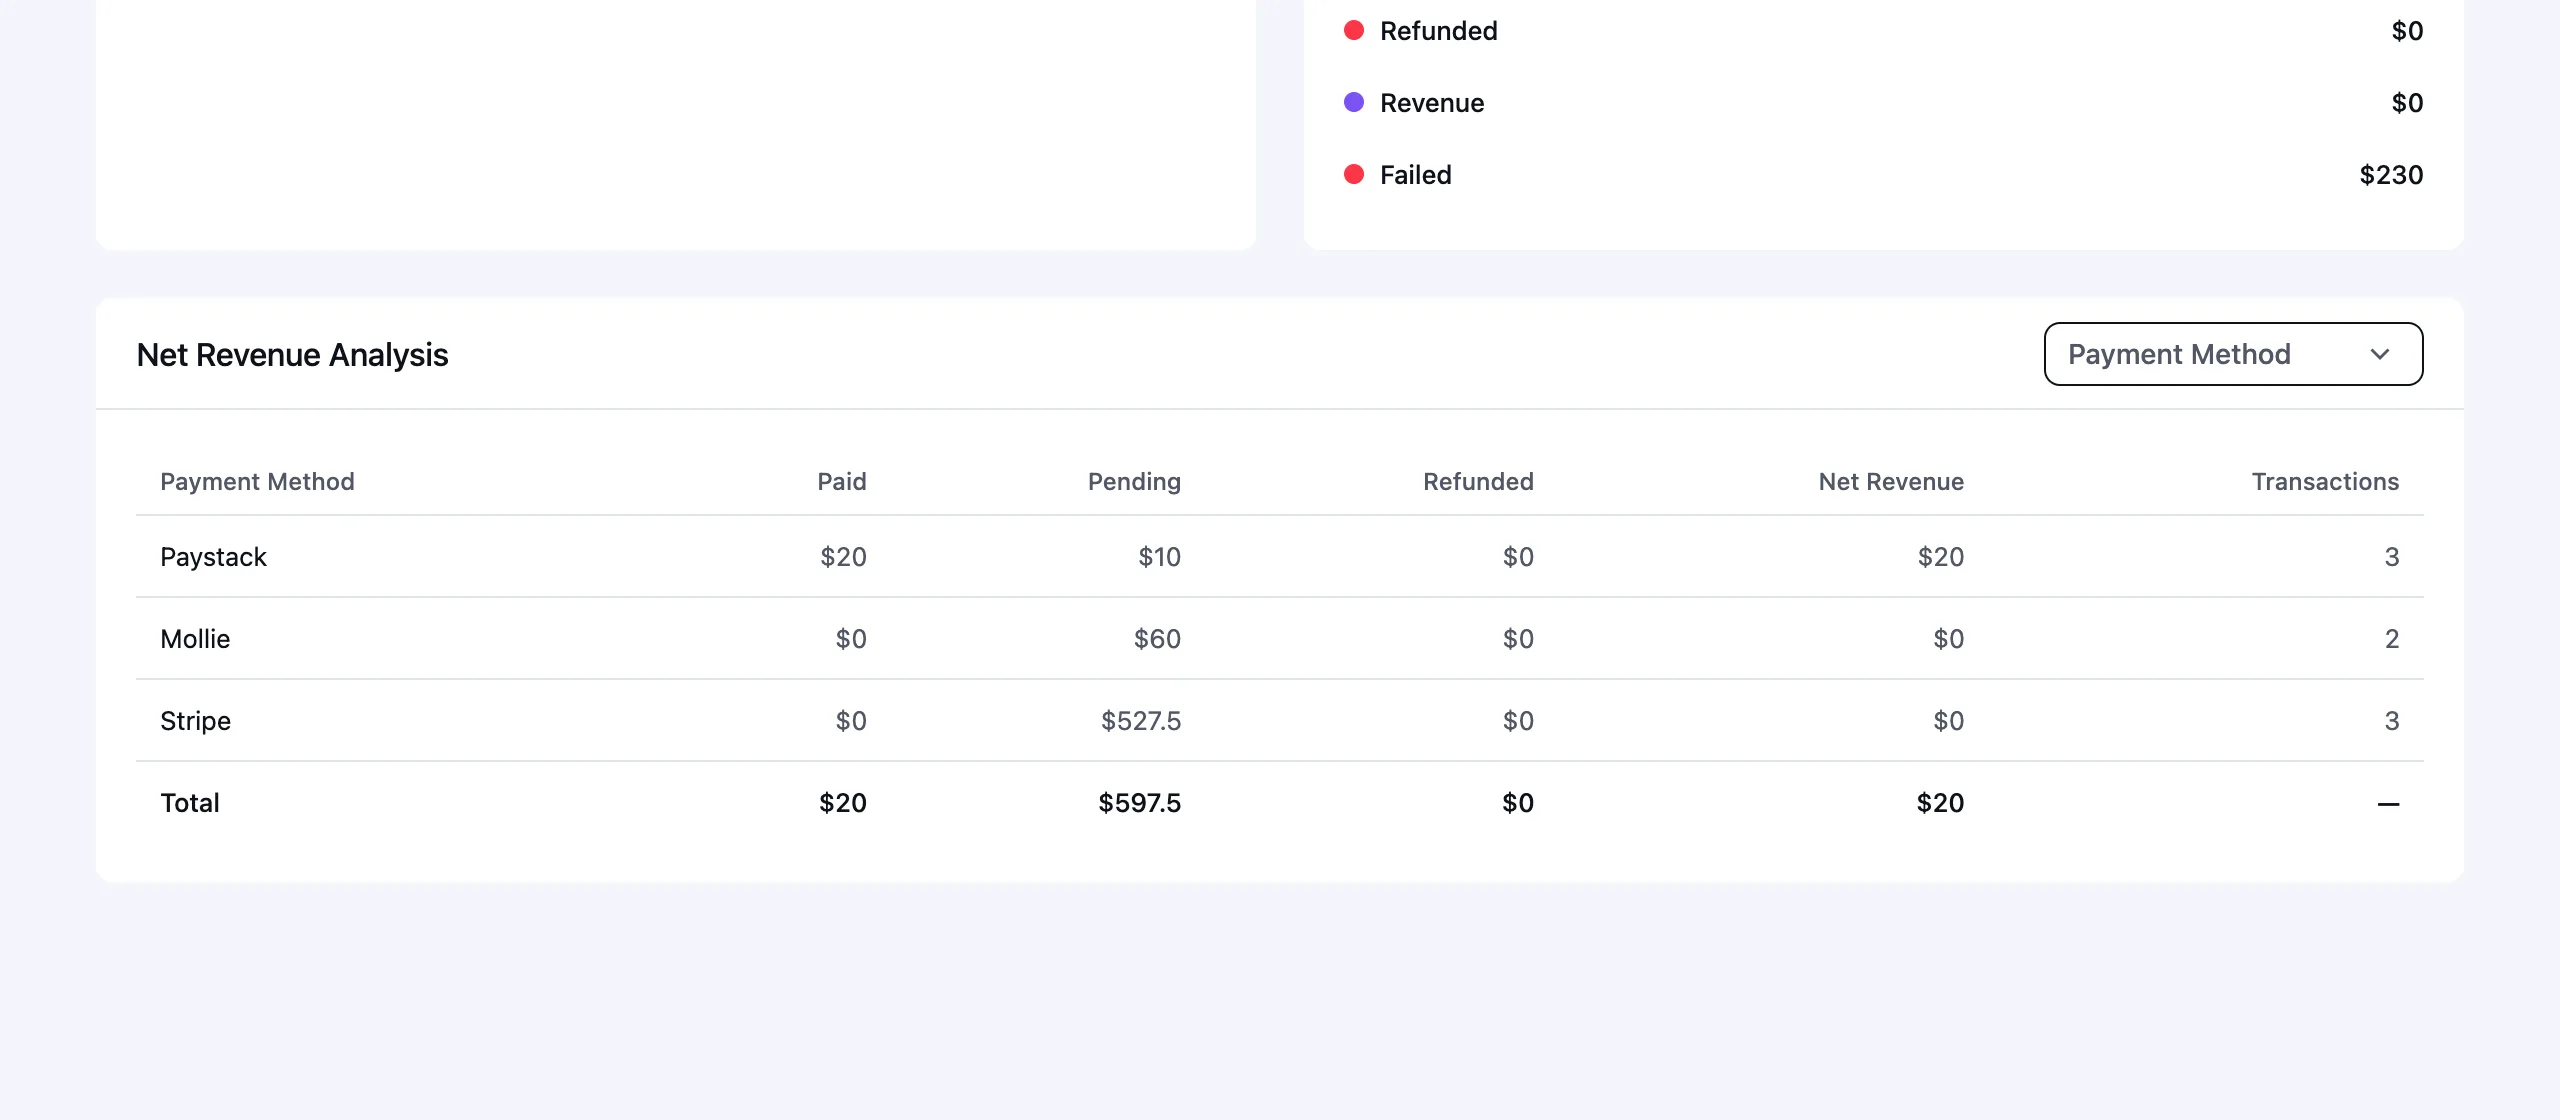 Refunded $0
Revenue $0
Failed $230
Net Revenue Analysis Payment Method
Payment Method Paid Pending Refunded Net Revenue Transactions
Paystack $20 $10 $0 $20 3
Mollie $0 $60 $0 $0 2
Stripe $0 $527.5 $0 $0 3
Total $20 $597.5 $0 $20 —